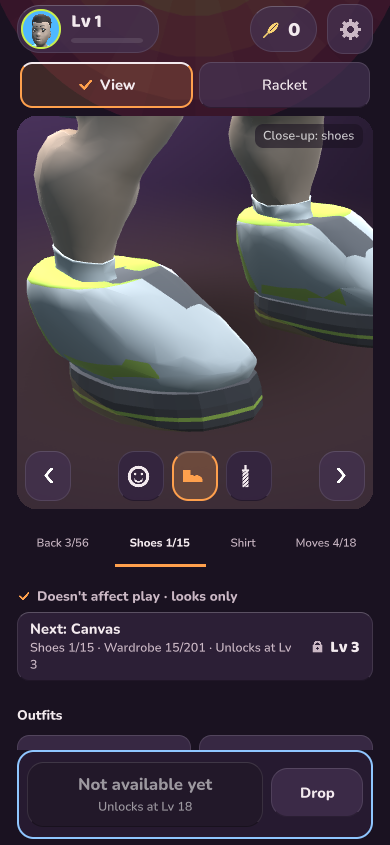 Lv 1
0
View
Racket
Close-up: shoes
Back 3/56
Shoes 1/15
Shirt
Moves 4/18
Doesn't affect play · looks only
Next: Canvas
Shoes 1/15 · Wardrobe 15/201 · Unlocks at Lv
3
Lv 3
Outfits
Not available yet
Unlocks at Lv 18
Drop